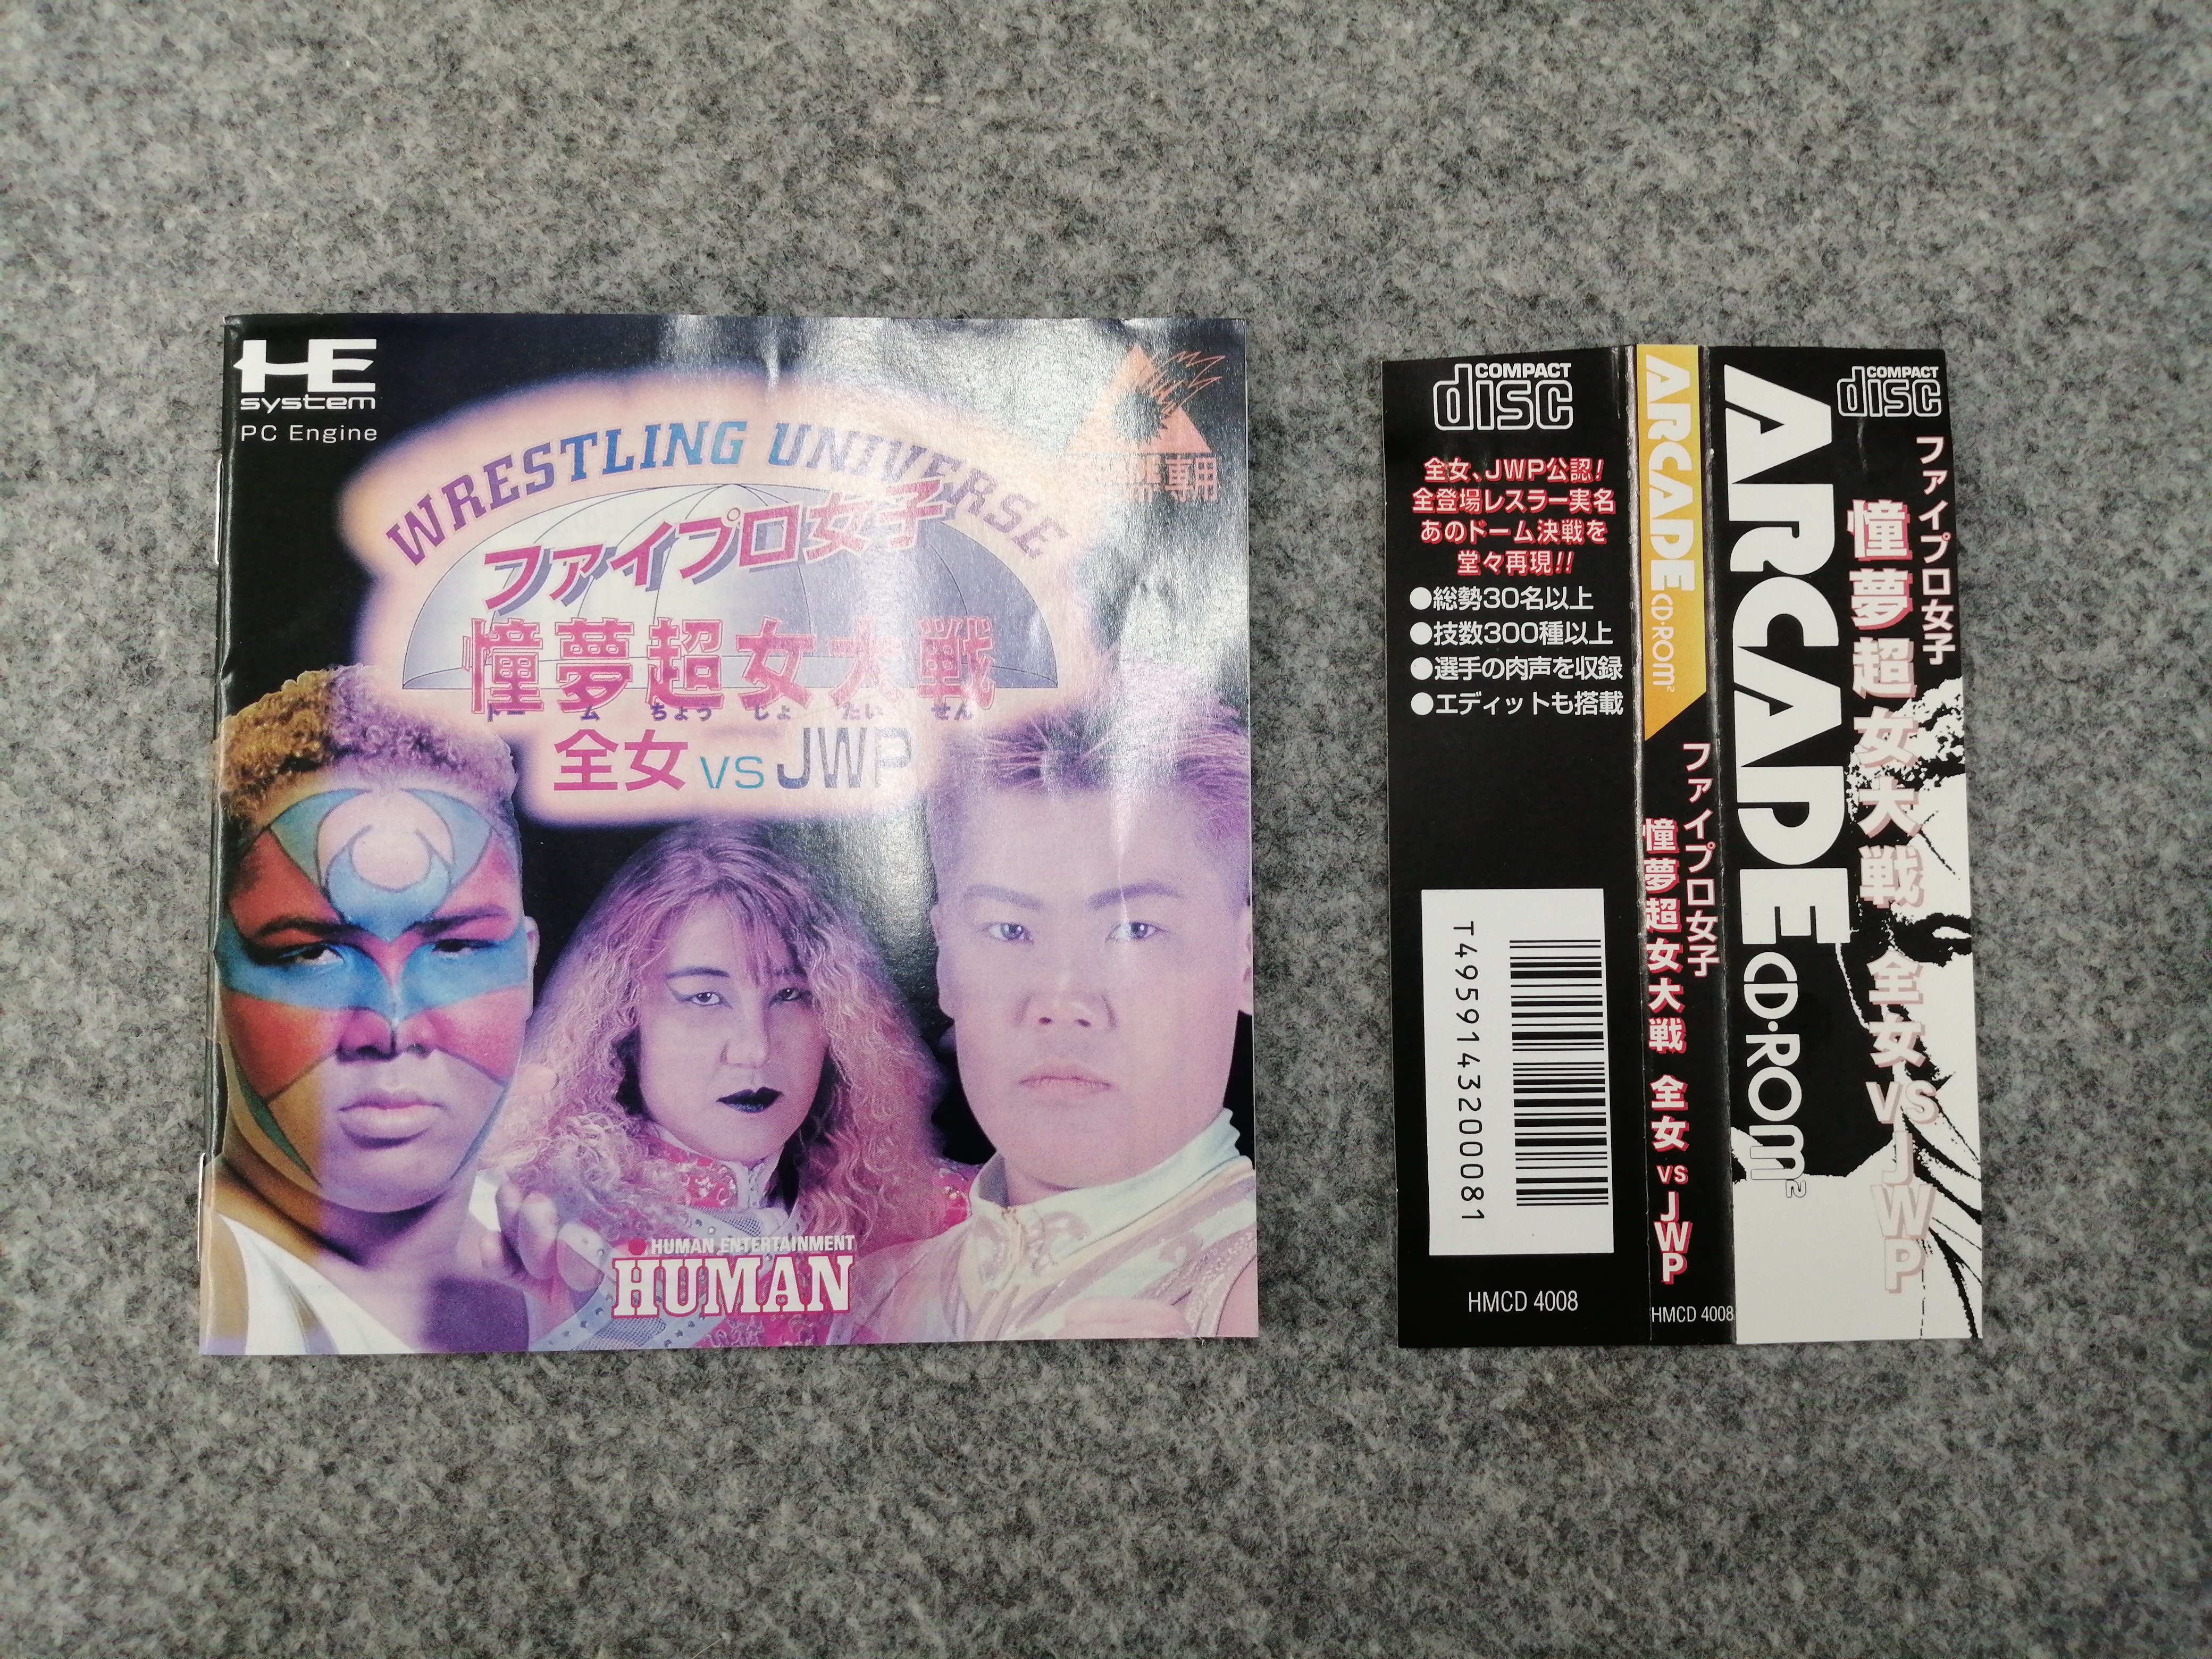 HE
system
PC Engine
WRESTLING UNIVERSE
専用
ファイプロ女子
憧夢超女大戦
ドー ム ちょう じょ たい せん
全女 VS JWP
HUMAN ENTERTAINMENT
HUMAN
COMPACT
disc
全女、JWP公認!
全登場レスラー実名
あのドーム決戦を
堂々再現!!
●総勢30名以上
●技数300種以上
●選手の肉声を収録
●エディットも搭載
T4959143200081
HMCD 4008
ARCADE CD·ROM2
ファイプロ女子
憧夢超女大戦 全女 VS JWP
HMCD 4008
ARCADE CD·ROM2
COMPACT
disc
ファイプロ女子
憧夢超女大戦 全女 VS JWP